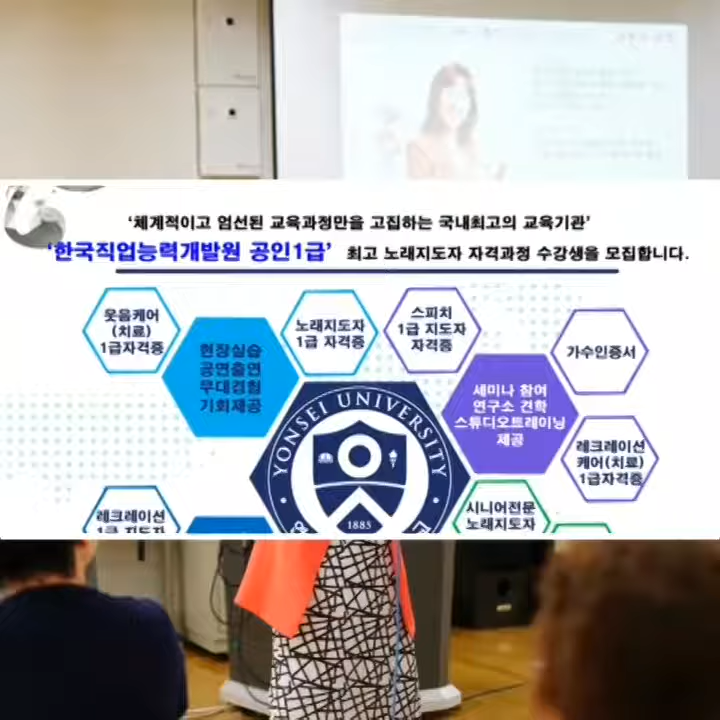 ‘체계적이고 엄선된 교육과정만을 고집하는 국내최고의 교육기관’
‘한국직업능력개발원 공인1급’ 최고 노래지도자 자격과정 수강생을 모집합니다.
웃음케어
(치료)
1급자격증
현장실습
공연출연
무대경험
기회제공
노래지도자
1급 자격증
스피치
1급 지도자
자격증
세미나 참여
연구소 견학
스튜디오트레이닝
제공
가수인증서
레크레이션
케어(치료)
1급자격증
YONSEI UNIVERSITY
1885
레크레이션
1급 지도자
시니어전문
노래지도자